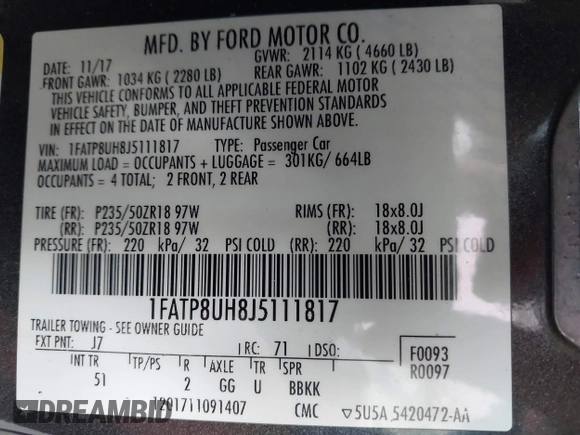 MFD. BY FORD MOTOR CO.
DATE: 11/17 GVWR: 2114 KG ( 4660 LB)
FRONT GAWR: 1034 KG ( 2280 LB) REAR GAWR: 1102 KG ( 2430 LB)
THIS VEHICLE CONFORMS TO ALL APPLICABLE FEDERAL MOTOR
VEHICLE SAFETY, BUMPER, AND THEFT PREVENTION STANDARDS
IN EFFECT ON THE DATE OF MANUFACTURE SHOWN ABOVE.
VIN: 1FATP8UH8J5111817 TYPE: Passenger Car
MAXIMUM LOAD = OCCUPANTS + LUGGAGE = 301KG/ 664LB
OCCUPANTS = 4 TOTAL; 2 FRONT, 2 REAR
TIRE (FR): P235/50ZR18 97W RIMS (FR): 18x8.0J
(RR): P235/50ZR18 97W (RR): 18x8.0J
PRESSURE (FR): 220 kPa/ 32 PSI COLD (RR): 220 kPa/ 32 PSI COLD
1FATP8UH8J5111817
TRAILER TOWING - SEE OWNER GUIDE
EXT PNT: J7 RC: 71 DSO: F0093
INT TR TP/PS R AXLE TR SPR R0097
51 2 GG U BBKK
1201711091407 CMC 5U5A 5420472-AA
DREAMBID